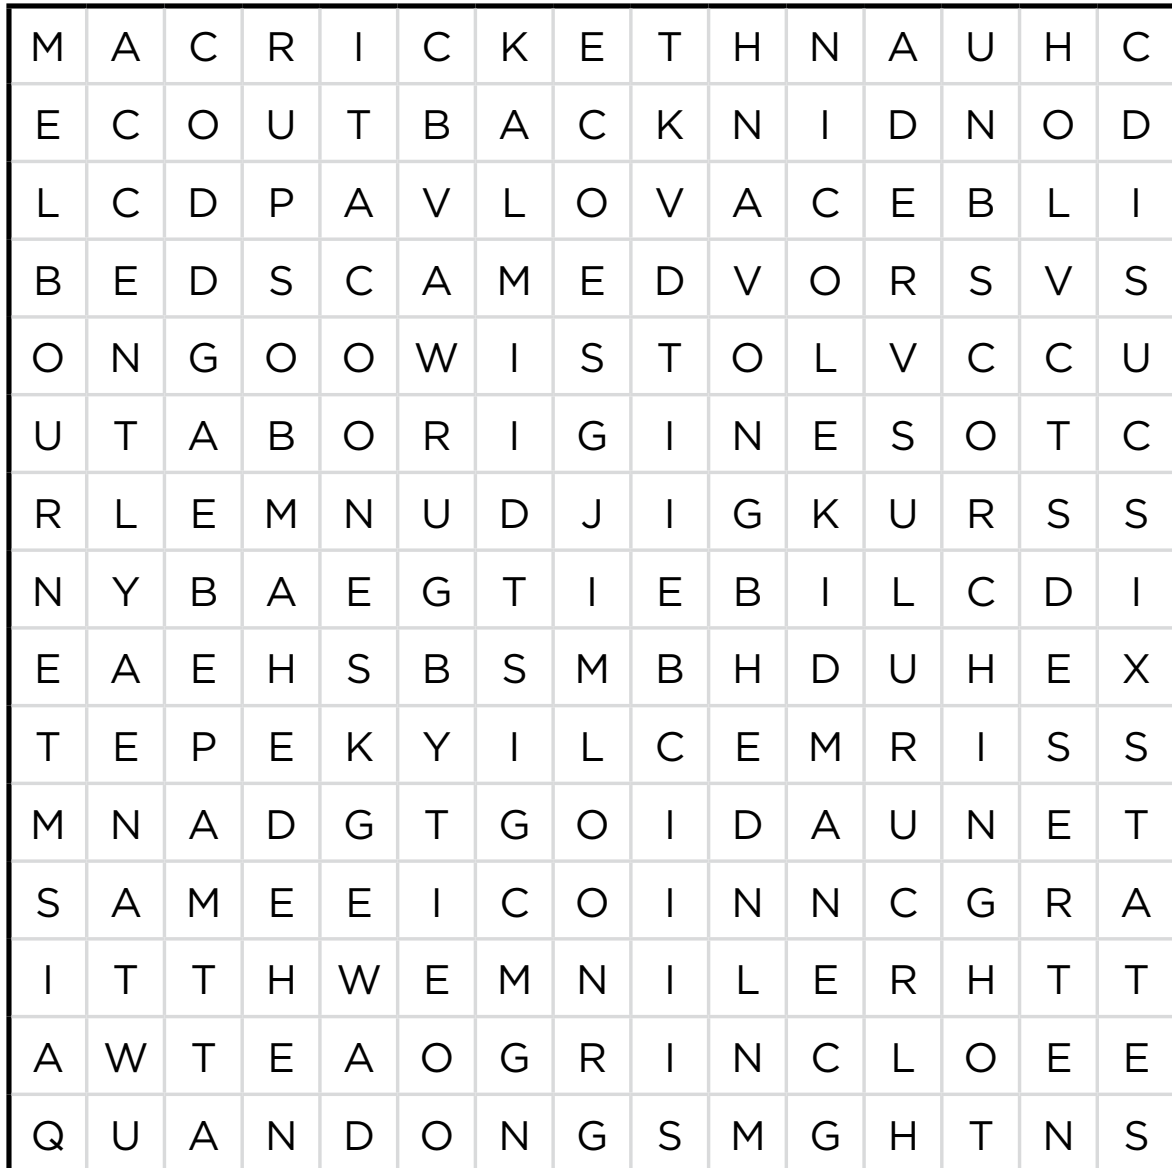 M A C R I C K E T H N A U H C
E C O U T B A C K N I D N O D
L C D P A V L O V A C E B L I
B E D S C A M E D V O R S V S
O N G O O W I S T O L V C C U
U T A B O R I G I N E S O T C
R L E M N U D J I G K U R S S
N Y B A E G T I E B I L C D I
E A E H S B S M B H D U H E X
T E P E K Y I L C E M R I S S
M N A D G T G O I D A U N E T
S A M E E I C O I N N C G R A
I T T H W E M N I L E R H T T
A W T E A O G R I N C L O E E
Q U A N D O N G S M G H T N S